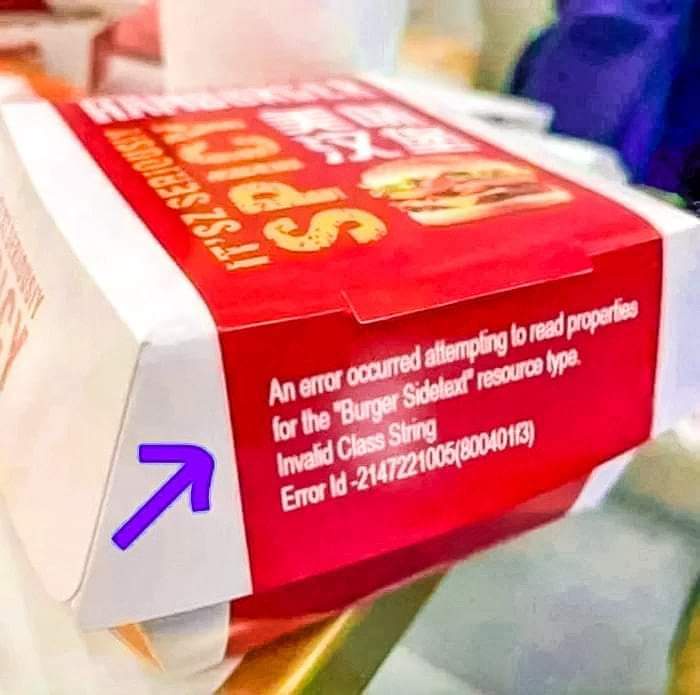 SPICY
IT'SZ SERIOUSLY
An error occurred attempting to read properties
for the "Burger Sidetext" resource type.
Invalid Class String
Error Id -2147221005(800401f3)